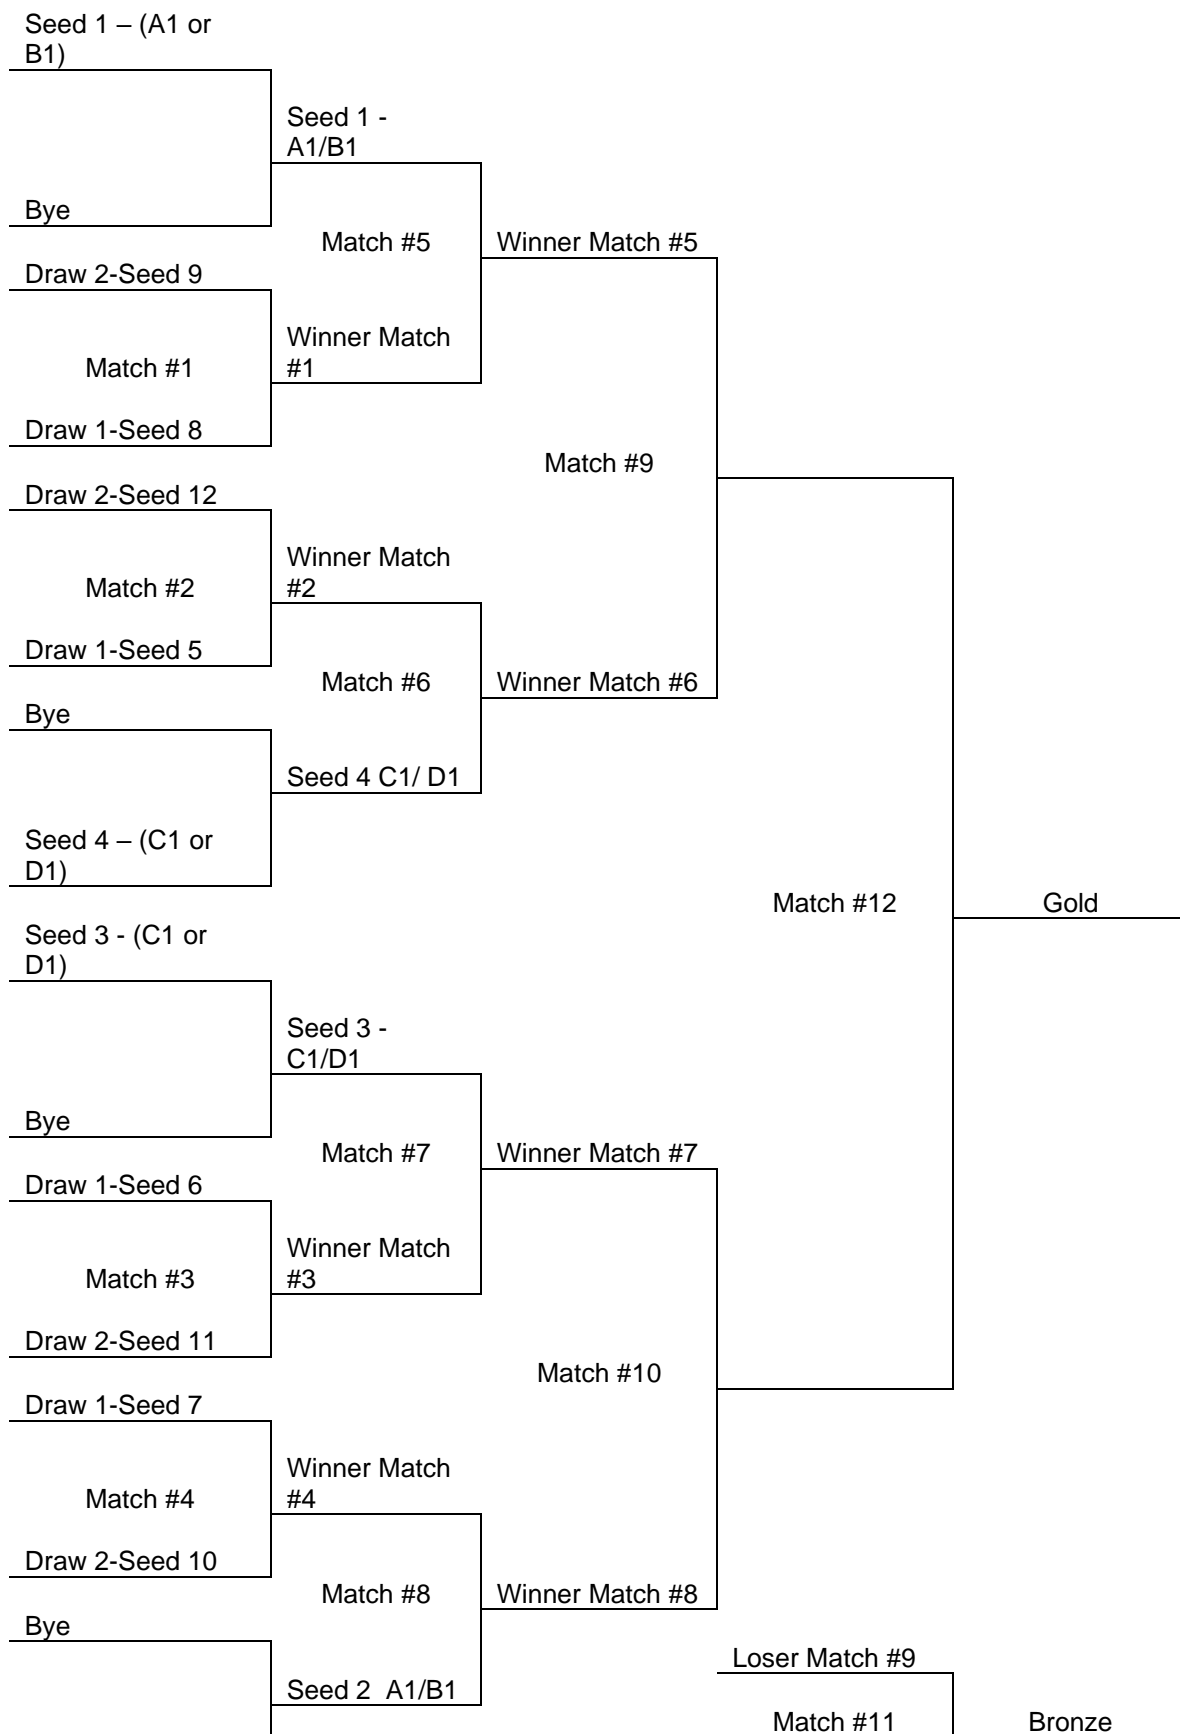 Seed 1 – (A1 or
B1)
Seed 1 -
A1/B1
Bye
Match #5
Winner Match #5
Draw 2-Seed 9
Winner Match
#1
Match #1
Draw 1-Seed 8
Match #9
Draw 2-Seed 12
Winner Match
#2
Match #2
Draw 1-Seed 5
Match #6
Winner Match #6
Bye
Seed 4 C1/ D1
Seed 4 – (C1 or
D1)
Match #12
Gold
Seed 3 - (C1 or
D1)
Seed 3 -
C1/D1
Bye
Match #7
Winner Match #7
Draw 1-Seed 6
Winner Match
#3
Match #3
Draw 2-Seed 11
Match #10
Draw 1-Seed 7
Winner Match
#4
Match #4
Draw 2-Seed 10
Match #8
Winner Match #8
Bye
Loser Match #9
Seed 2  A1/B1
Match #11
Bronze